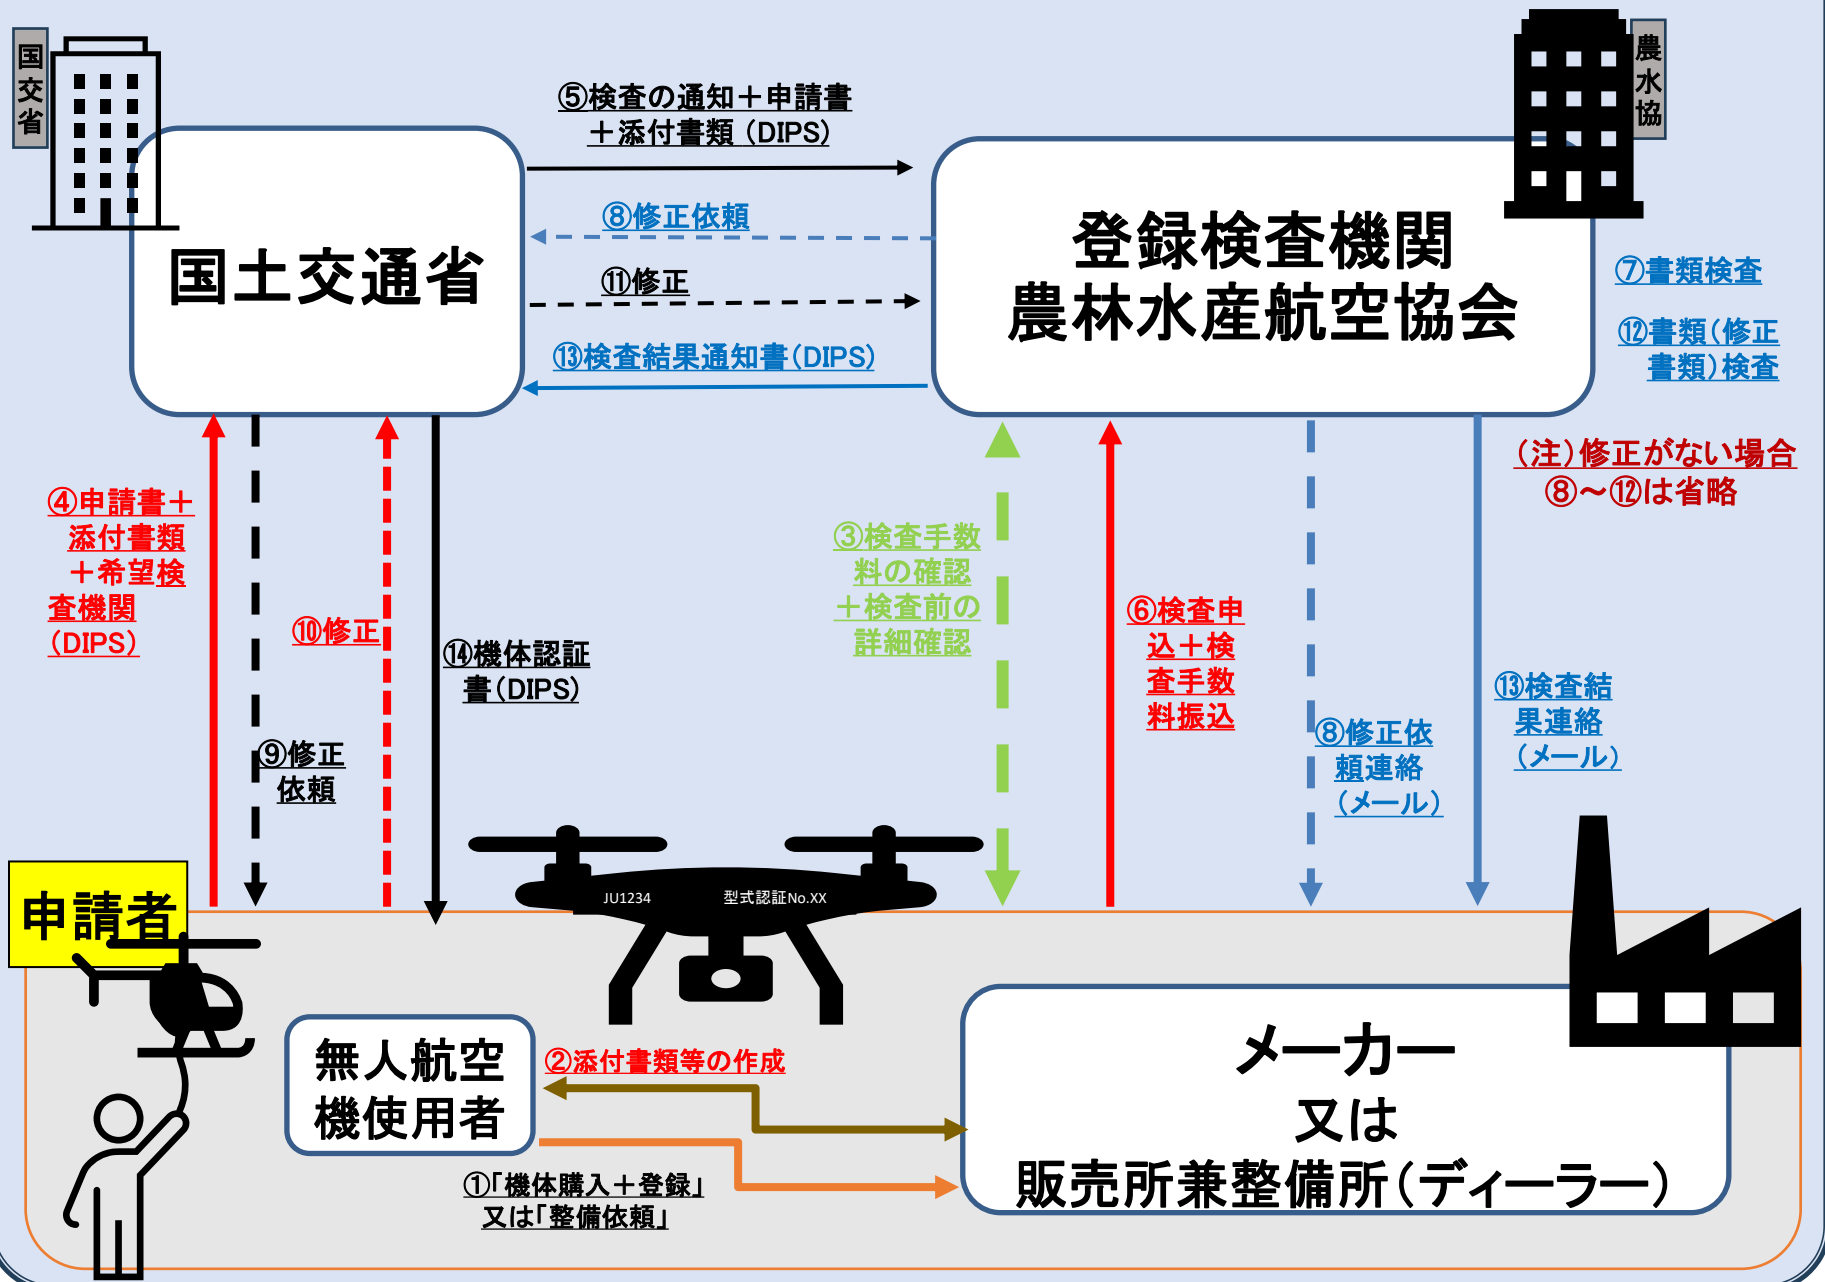 国交省
農水協
⑤検査の通知＋申請書
＋添付書類（DIPS）
⑧修正依頼
⑪修正
⑬検査結果通知書（DIPS）
国土交通省
登録検査機関
農林水産航空協会
⑦書類検査
⑫書類（修正
書類）検査
（注）修正がない場合
⑧～⑫は省略
④申請書＋
添付書類
＋希望検
査機関
（DIPS）
⑨修正
依頼
⑩修正
⑭機体認証
書（DIPS）
③検査手数
料の確認
＋検査前の
詳細確認
⑥検査申
込＋検
査手数
料振込
⑧修正依
頼連絡
（メール）
⑬検査結
果連絡
（メール）
申請者
JU1234
型式認証No.XX
無人航空
機使用者
②添付書類等の作成
①「機体購入＋登録」
又は「整備依頼」
メーカー
又は
販売所兼整備所（ディーラー）